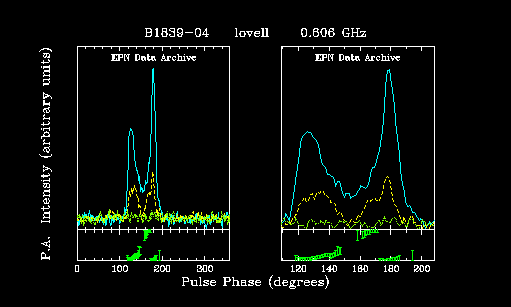 B1839-04 lovell 0.606 GHz
EPN Data Archive EPN Data Archive
Intensity (arbitrary units)
P.A.
0 100 200 300 120 140 160 180 200
Pulse Phase (degrees)